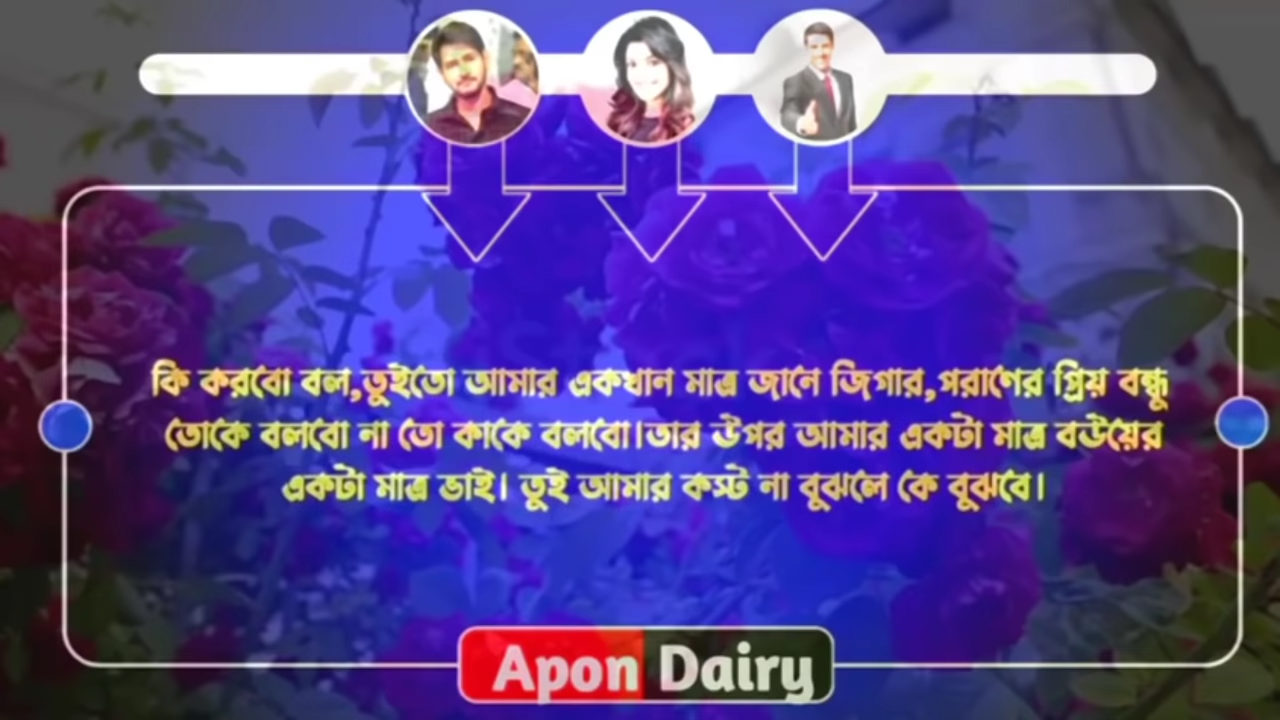 কি করবো বল,তুইতো আমার একখান মাত্র জানে জিগার,পরাণের প্রিয় বন্ধু
তোকে বলবো না তো কাকে বলবো।তার উপর আমার একটা মাত্র বউয়ের
একটা মাত্র ভাই। তুই আমার কস্ট না বুঝলে কে বুঝবে।
Apon Dairy